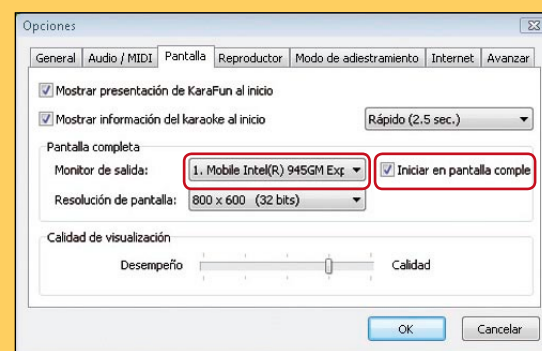 Opciones
General Audio / MIDI Pantalla Reproductor Modo de adiestramiento Internet Avanzar
Mostrar presentación de KaraFun al inicio
Mostrar información del karaoke al inicio Rápido (2.5 sec.)
Pantalla completa
Monitor de salida: 1. Mobile Intel(R) 945GM Exp Iniciar en pantalla comple
Resolución de pantalla: 800 x 600 (32 bits)
Calidad de visualización
Desempeño Calidad
OK Cancelar